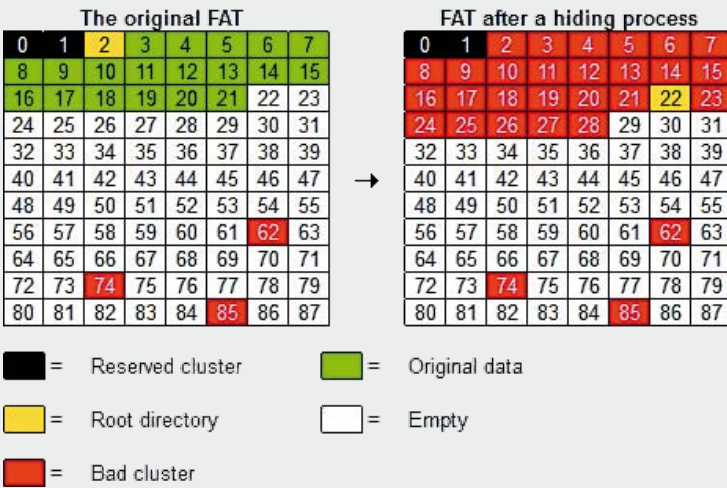 The original FAT
0 1 2 3 4 5 6 7
8 9 10 11 12 13 14 15
16 17 18 19 20 21 22 23
24 25 26 27 28 29 30 31
32 33 34 35 36 37 38 39
40 41 42 43 44 45 46 47
48 49 50 51 52 53 54 55
56 57 58 59 60 61 62 63
64 65 66 67 68 69 70 71
72 73 74 75 76 77 78 79
80 81 82 83 84 85 86 87
→
FAT after a hiding process
0 1 2 3 4 5 6 7
8 9 10 11 12 13 14 15
16 17 18 19 20 21 22 23
24 25 26 27 28 29 30 31
32 33 34 35 36 37 38 39
40 41 42 43 44 45 46 47
48 49 50 51 52 53 54 55
56 57 58 59 60 61 62 63
64 65 66 67 68 69 70 71
72 73 74 75 76 77 78 79
80 81 82 83 84 85 86 87
= Reserved cluster
= Original data
= Root directory
= Empty
= Bad cluster